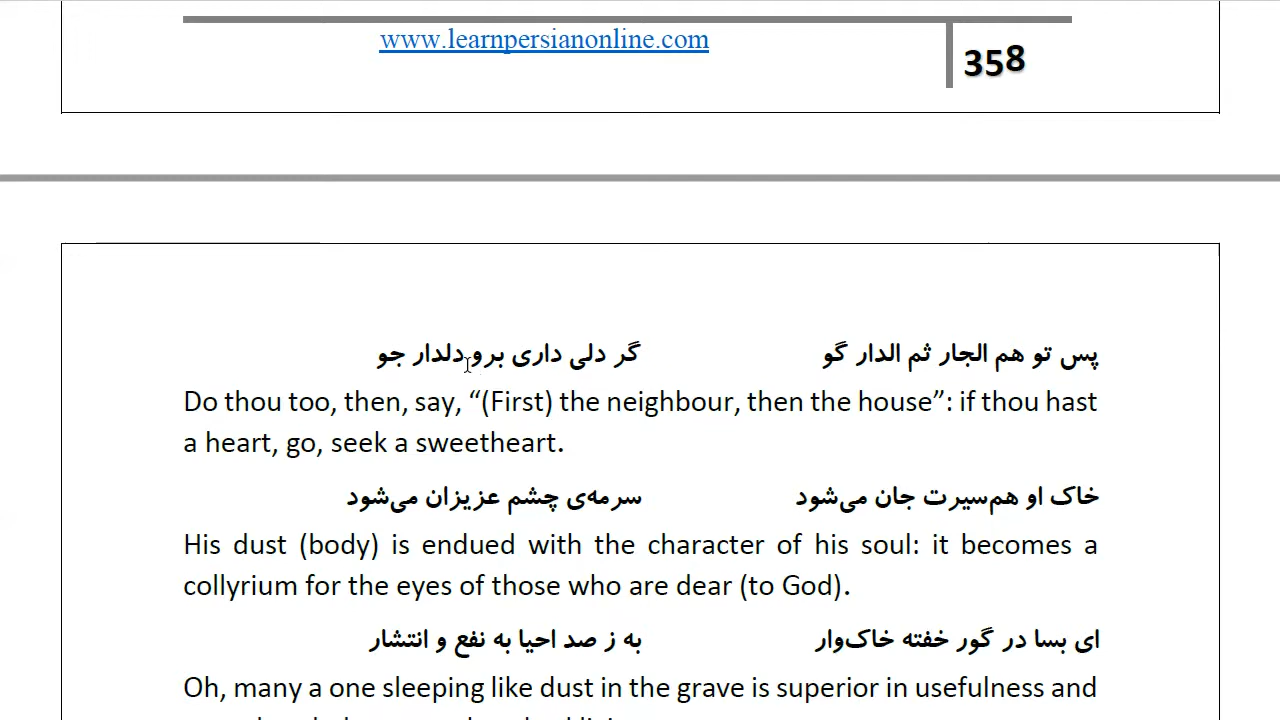 www.learnpersianonline.com
358
پس تو هم الجار ثم الدار گو گر دلی داری برو دلدار جو
Do thou too, then, say, “(First) the neighbour, then the house”: if thou hast
a heart, go, seek a sweetheart.
خاک او هم‌سیرت جان می‌شود سرمه‌ی چشم عزیزان می‌شود
His dust (body) is endued with the character of his soul: it becomes a
collyrium for the eyes of those who are dear (to God).
ای بسا در گور خفته خاک‌وار به ز صد احیا به نفع و انتشار
Oh, many a one sleeping like dust in the grave is superior in usefulness and